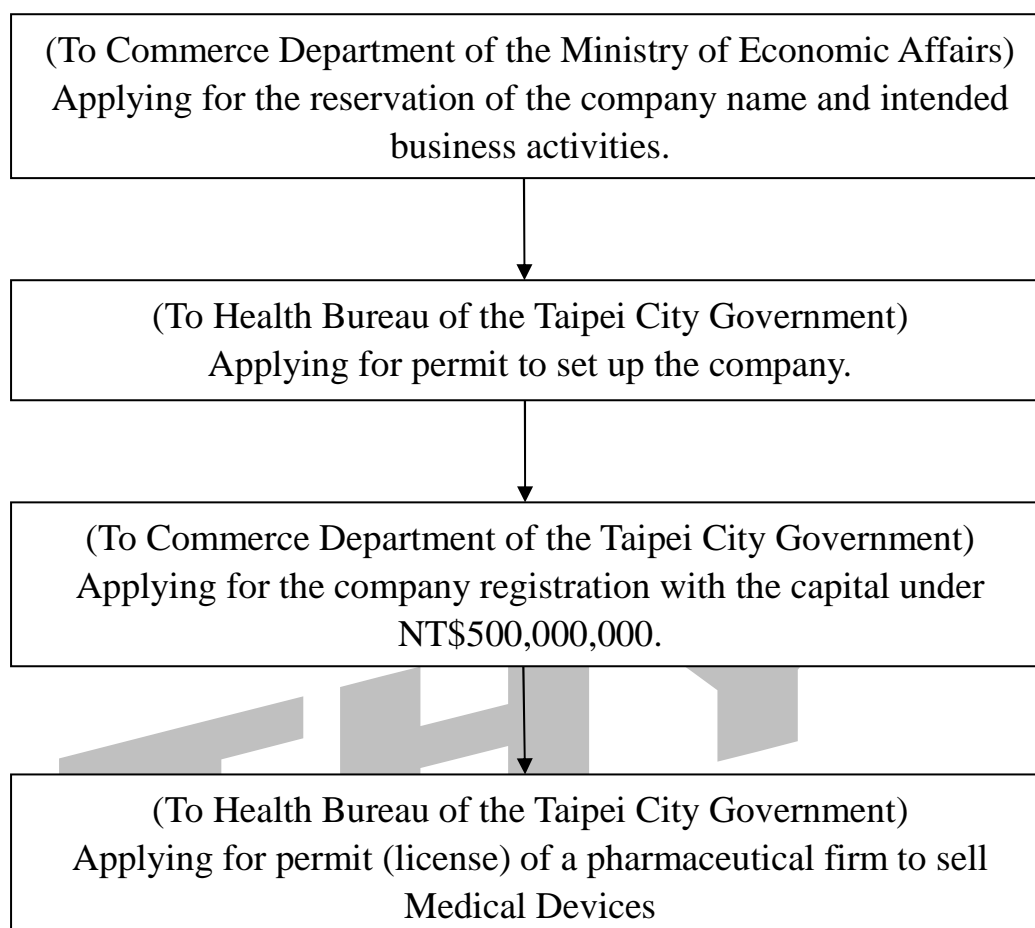 (To Commerce Department of the Ministry of Economic Affairs)
Applying for the reservation of the company name and intended
business activities.
(To Health Bureau of the Taipei City Government)
Applying for permit to set up the company.
(To Commerce Department of the Taipei City Government)
Applying for the company registration with the capital under
NT$500,000,000.
(To Health Bureau of the Taipei City Government)
Applying for permit (license) of a pharmaceutical firm to sell
Medical Devices